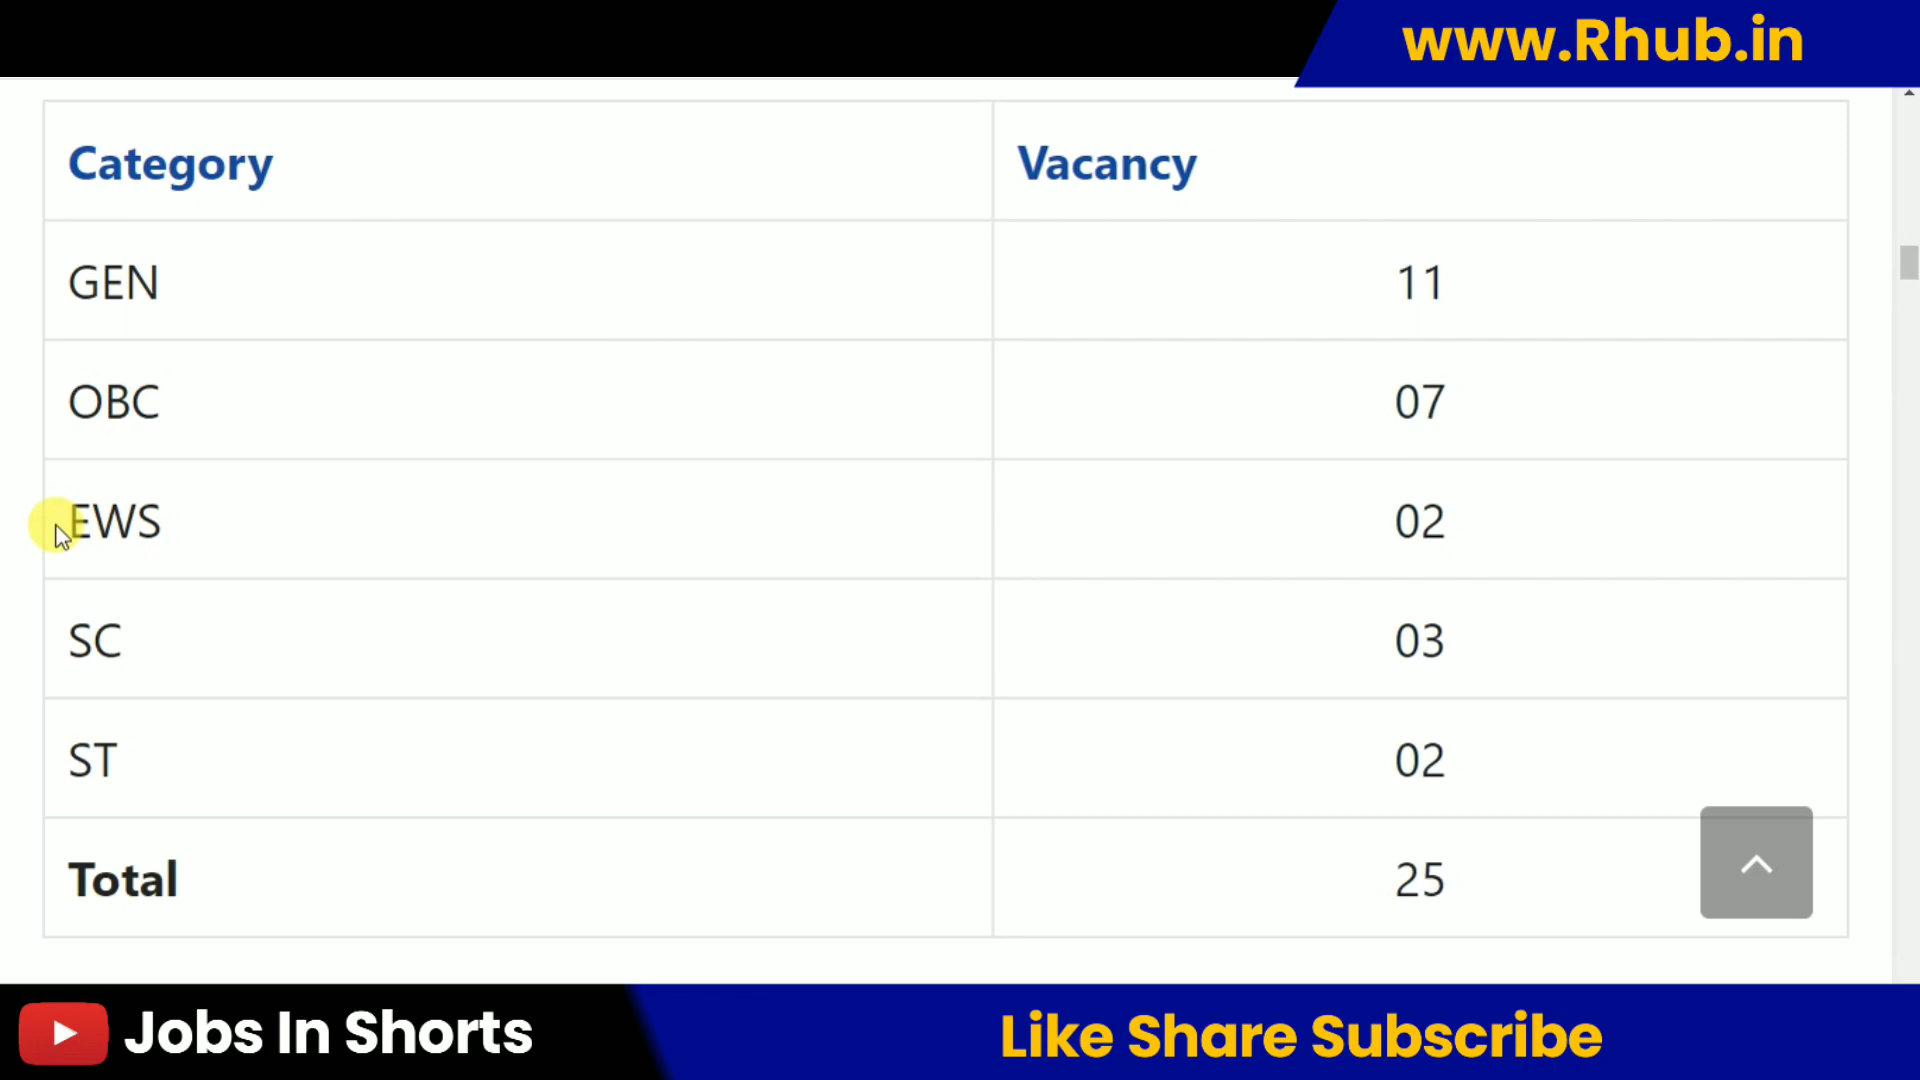 www.Rhub.in
Category Vacancy
GEN 11
OBC 07
EWS 02
SC 03
ST 02
Total 25
Jobs In Shorts Like Share Subscribe